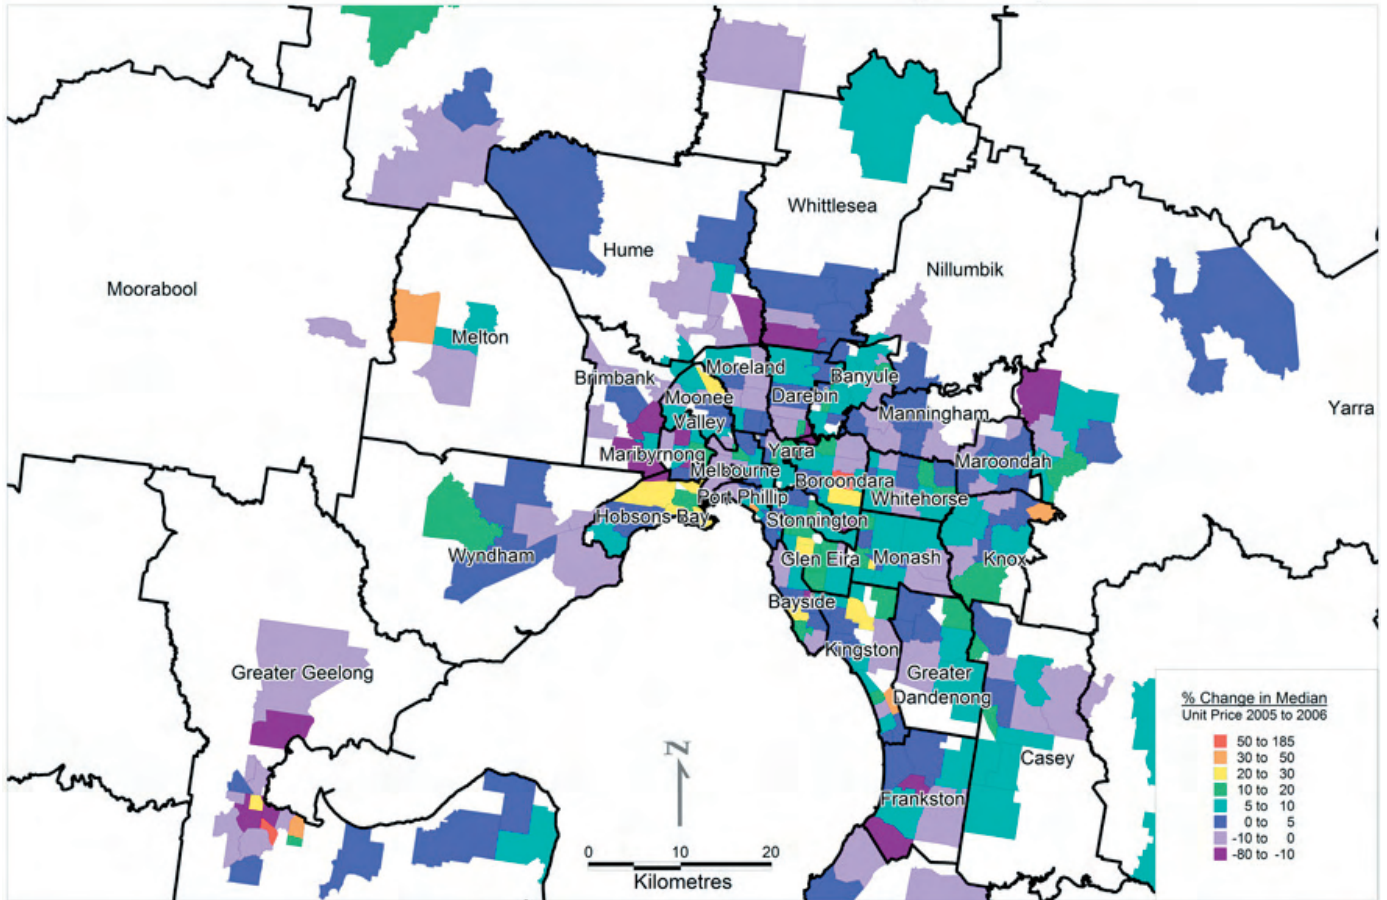 Whittlesea
Hume
Nillumbik
Moorabool
Melton
Moreland
Brimbank
Banyule
Moonee
Valley
Darebin
Yarra
Manningham
Maribyrnong
Yarra
Maroondah
Melbourne
Boroondara
Port Phillip
Whitehorse
Hobsons Bay
Stonnington
Wyndham
Glen Eira
Monash
Knox
Bayside
Kingston
Greater Geelong
Greater
Dandenong
Casey
Frankston
N
0 10 20
Kilometres
% Change in Median
Unit Price 2005 to 2006
50 to 185
30 to 50
20 to 30
10 to 20
5 to 10
0 to 5
-10 to 0
-80 to -10